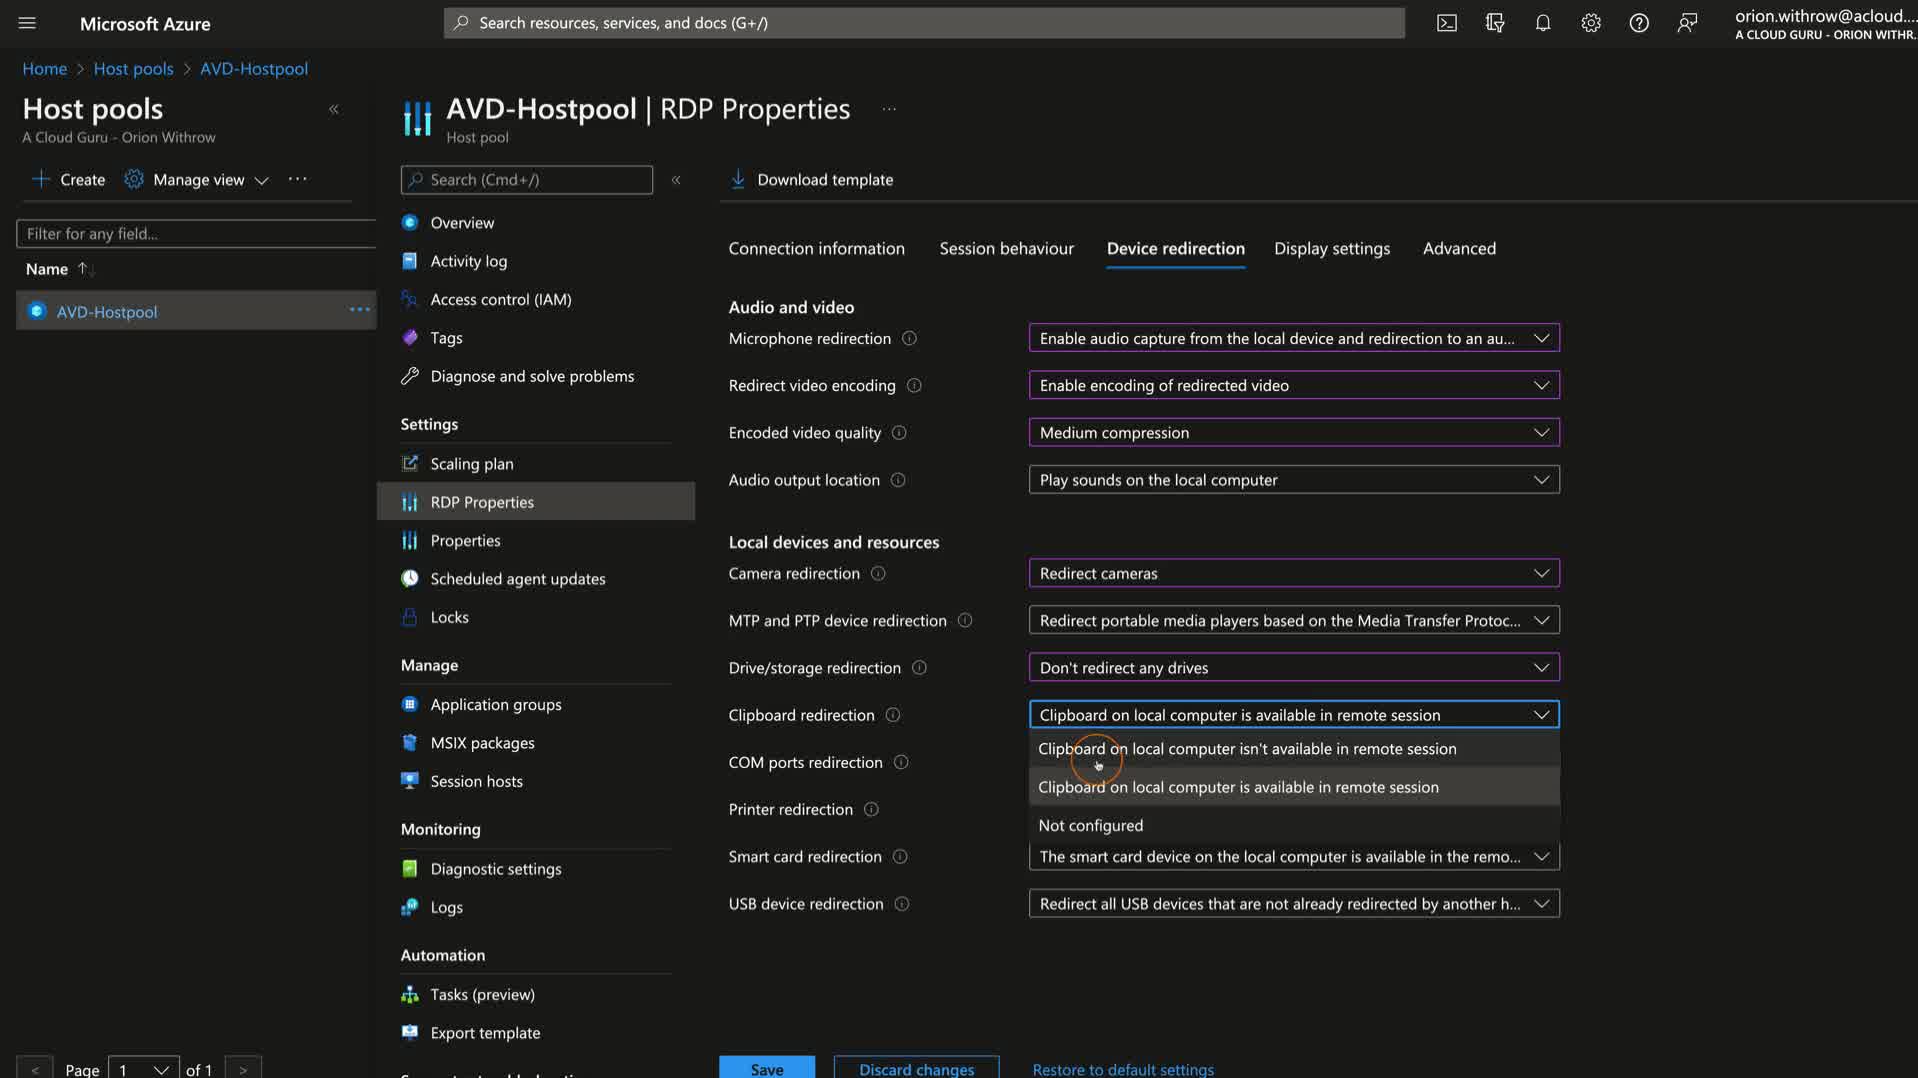 Microsoft Azure
Search resources, services, and docs (G+/)
orion.withrow@acloud....
A CLOUD GURU - ORION WITHR.
Home > Host pools > AVD-Hostpool
Host pools
A Cloud Guru - Orion Withrow
Create
Manage view
Filter for any field...
Name
AVD-Hostpool
Page 1 of 1
AVD-Hostpool | RDP Properties
Host pool
Search (Cmd+/)
Overview
Activity log
Access control (IAM)
Tags
Diagnose and solve problems
Settings
Scaling plan
RDP Properties
Properties
Scheduled agent updates
Locks
Manage
Application groups
MSIX packages
Session hosts
Monitoring
Diagnostic settings
Logs
Automation
Tasks (preview)
Export template
Download template
Connection information
Session behaviour
Device redirection
Display settings
Advanced
Audio and video
Microphone redirection
Enable audio capture from the local device and redirection to an au...
Redirect video encoding
Enable encoding of redirected video
Encoded video quality
Medium compression
Audio output location
Play sounds on the local computer
Local devices and resources
Camera redirection
Redirect cameras
MTP and PTP device redirection
Redirect portable media players based on the Media Transfer Protoc...
Drive/storage redirection
Don't redirect any drives
Clipboard redirection
Clipboard on local computer is available in remote session
Clipboard on local computer isn't available in remote session
COM ports redirection
Clipboard on local computer is available in remote session
Printer redirection
Not configured
Smart card redirection
The smart card device on the local computer is available in the remo...
USB device redirection
Redirect all USB devices that are not already redirected by another h...
Save
Discard changes
Restore to default settings